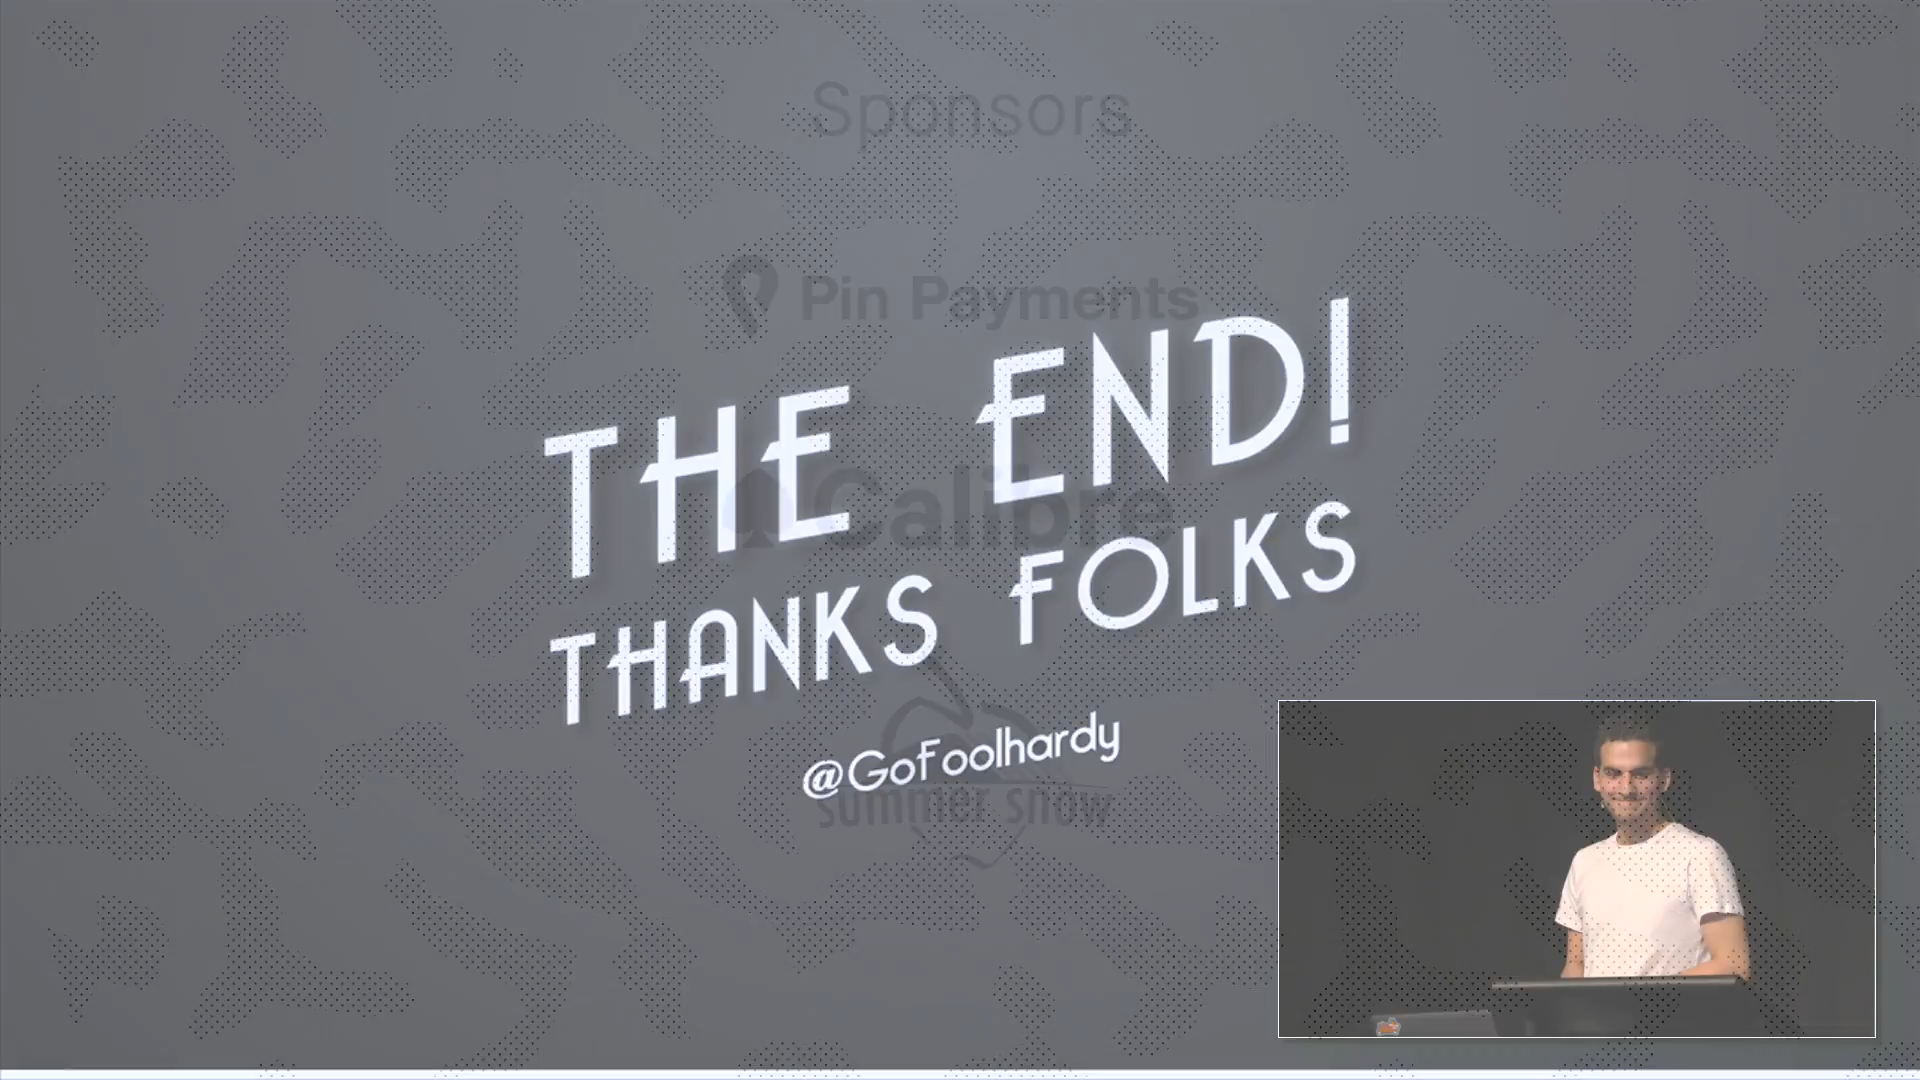 Sponsors
Pin Payments
THE END!
Calibre
THANKS FOLKS
@GoFoolhardy
summer snow